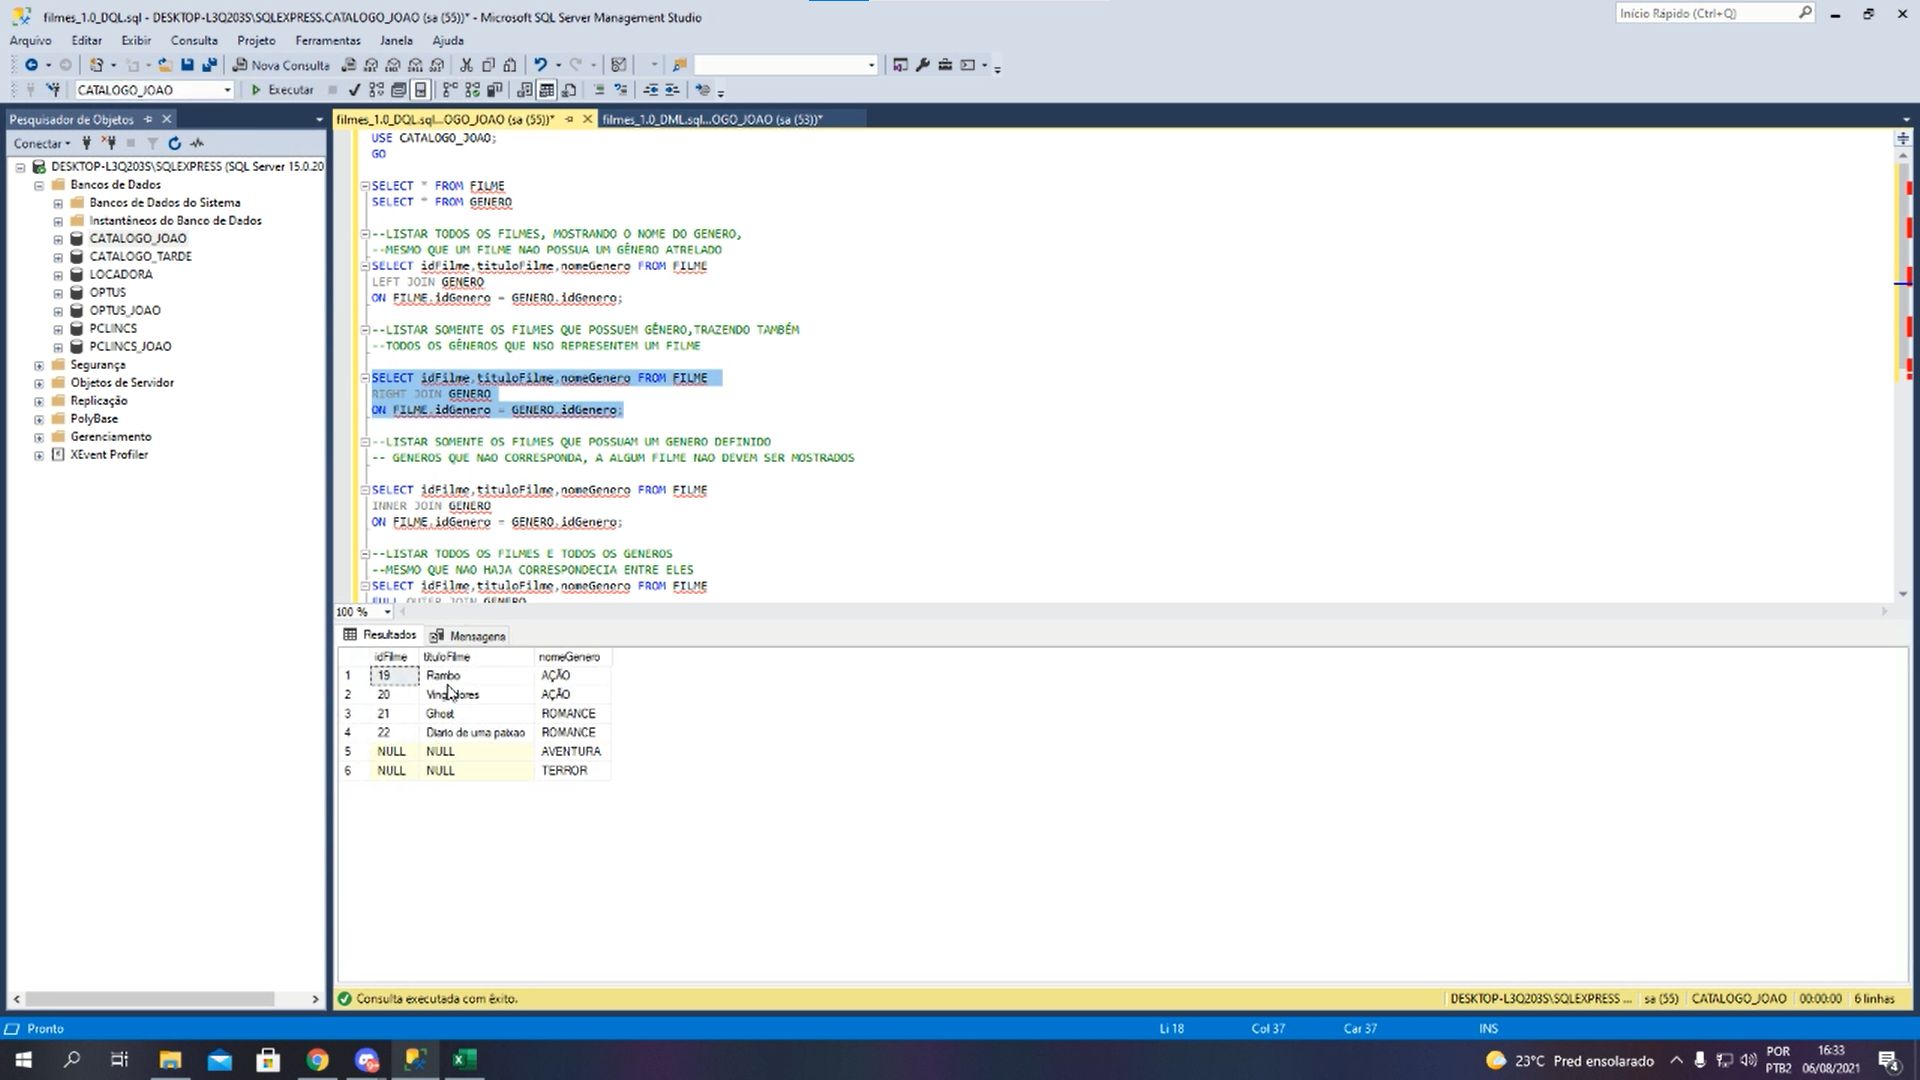 filmes_1.0_DQL.sql - DESKTOP-L3Q203S\SQLEXPRESS.CATALOGO_JOAO (sa (55))* - Microsoft SQL Server Management Studio
Início Rápido (Ctrl+Q)
Arquivo Editar Exibir Consulta Projeto Ferramentas Janela Ajuda
Nova Consulta
CATALOGO_JOAO Executar
Pesquisador de Objetos
filmes_1.0_DQL.sql...OGO_JOAO (sa (55))* filmes_1.0_DML.sql...OGO_JOAO (sa (53))*
Conectar
DESKTOP-L3Q203S\SQLEXPRESS (SQL Server 15.0.20
Bancos de Dados
Bancos de Dados do Sistema
Instantâneos do Banco de Dados
CATALOGO_JOAO
CATALOGO_TARDE
LOCADORA
OPTUS
OPTUS_JOAO
PCLINCS
PCLINCS_JOAO
Segurança
Objetos de Servidor
Replicação
PolyBase
Gerenciamento
XEvent Profiler
USE CATALOGO_JOAO;
GO
SELECT * FROM FILME
SELECT * FROM GENERO
--LISTAR TODOS OS FILMES, MOSTRANDO O NOME DO GENERO,
--MESMO QUE UM FILME NAO POSSUA UM GÊNERO ATRELADO
SELECT idFilme,tituloFilme,nomeGenero FROM FILME
LEFT JOIN GENERO
ON FILME.idGenero = GENERO.idGenero;
--LISTAR SOMENTE OS FILMES QUE POSSUEM GÊNERO,TRAZENDO TAMBÉM
--TODOS OS GÊNEROS QUE NSO REPRESENTEM UM FILME
SELECT idFilme,tituloFilme,nomeGenero FROM FILME
RIGHT JOIN GENERO
ON FILME.idGenero = GENERO.idGenero;
--LISTAR SOMENTE OS FILMES QUE POSSUAM UM GENERO DEFINIDO
-- GENEROS QUE NAO CORRESPONDA, A ALGUM FILME NAO DEVEM SER MOSTRADOS
SELECT idFilme,tituloFilme,nomeGenero FROM FILME
INNER JOIN GENERO
ON FILME.idGenero = GENERO.idGenero;
--LISTAR TODOS OS FILMES E TODOS OS GENEROS
--MESMO QUE NAO HAJA CORRESPONDECIA ENTRE ELES
SELECT idFilme,tituloFilme,nomeGenero FROM FILME
FULL OUTER JOIN GENERO
100 %
Resultados Mensagens
idFilme tituloFilme nomeGenero
1 19 Rambo AÇÃO
2 20 Vingadores AÇÃO
3 21 Ghost ROMANCE
4 22 Diario de uma paixao ROMANCE
5 NULL NULL AVENTURA
6 NULL NULL TERROR
Consulta executada com êxito. DESKTOP-L3Q203S\SQLEXPRESS ... sa (55) CATALOGO_JOAO 00:00:00 6 linhas
Pronto Li 18 Col 37 Car 37 INS
23°C Pred ensolarado
POR
PTB2
16:33
06/08/2021
4